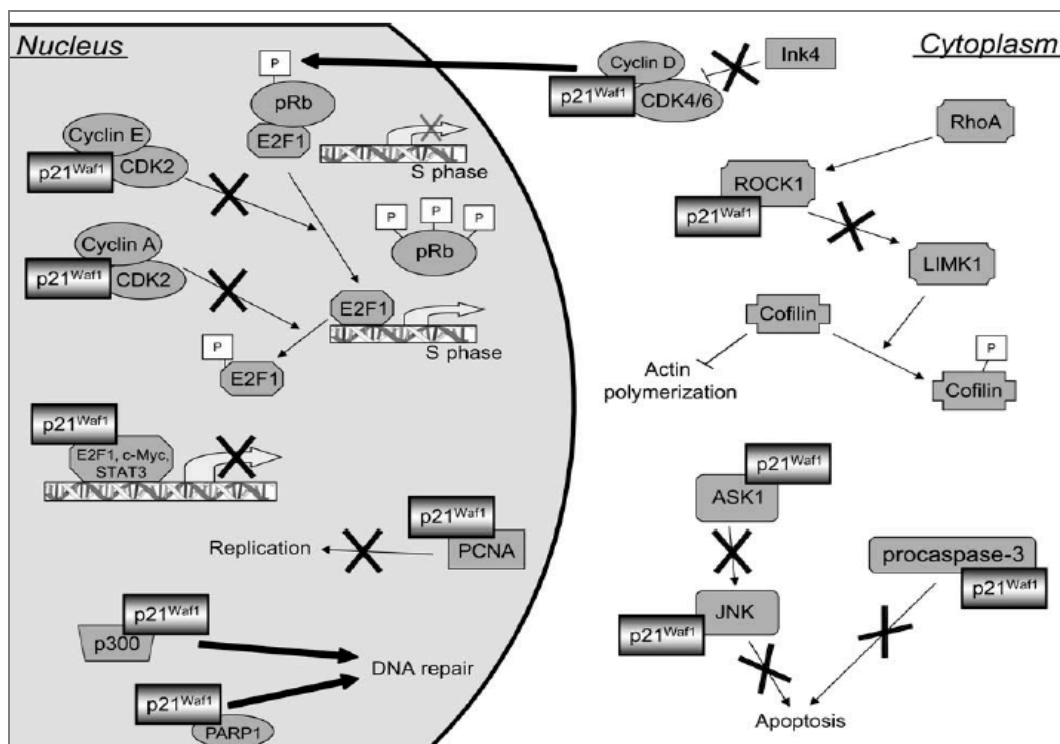 Nucleus
Cytoplasm
P
pRb
E2F1
S phase
Cyclin D
p21Waf1
CDK4/6
Ink4
RhoA
Cyclin E
p21Waf1
CDK2
ROCK1
p21Waf1
P
P
P
pRb
Cyclin A
p21Waf1
CDK2
LIMK1
E2F1
S phase
Cofilin
P
E2F1
Actin
polymerization
P
Cofilin
p21Waf1
E2F1, c-Myc,
STAT3
p21Waf1
ASK1
p21Waf1
PCNA
Replication
procaspase-3
p21Waf1
JNK
p21Waf1
p21Waf1
p300
DNA repair
p21Waf1
PARP1
Apoptosis